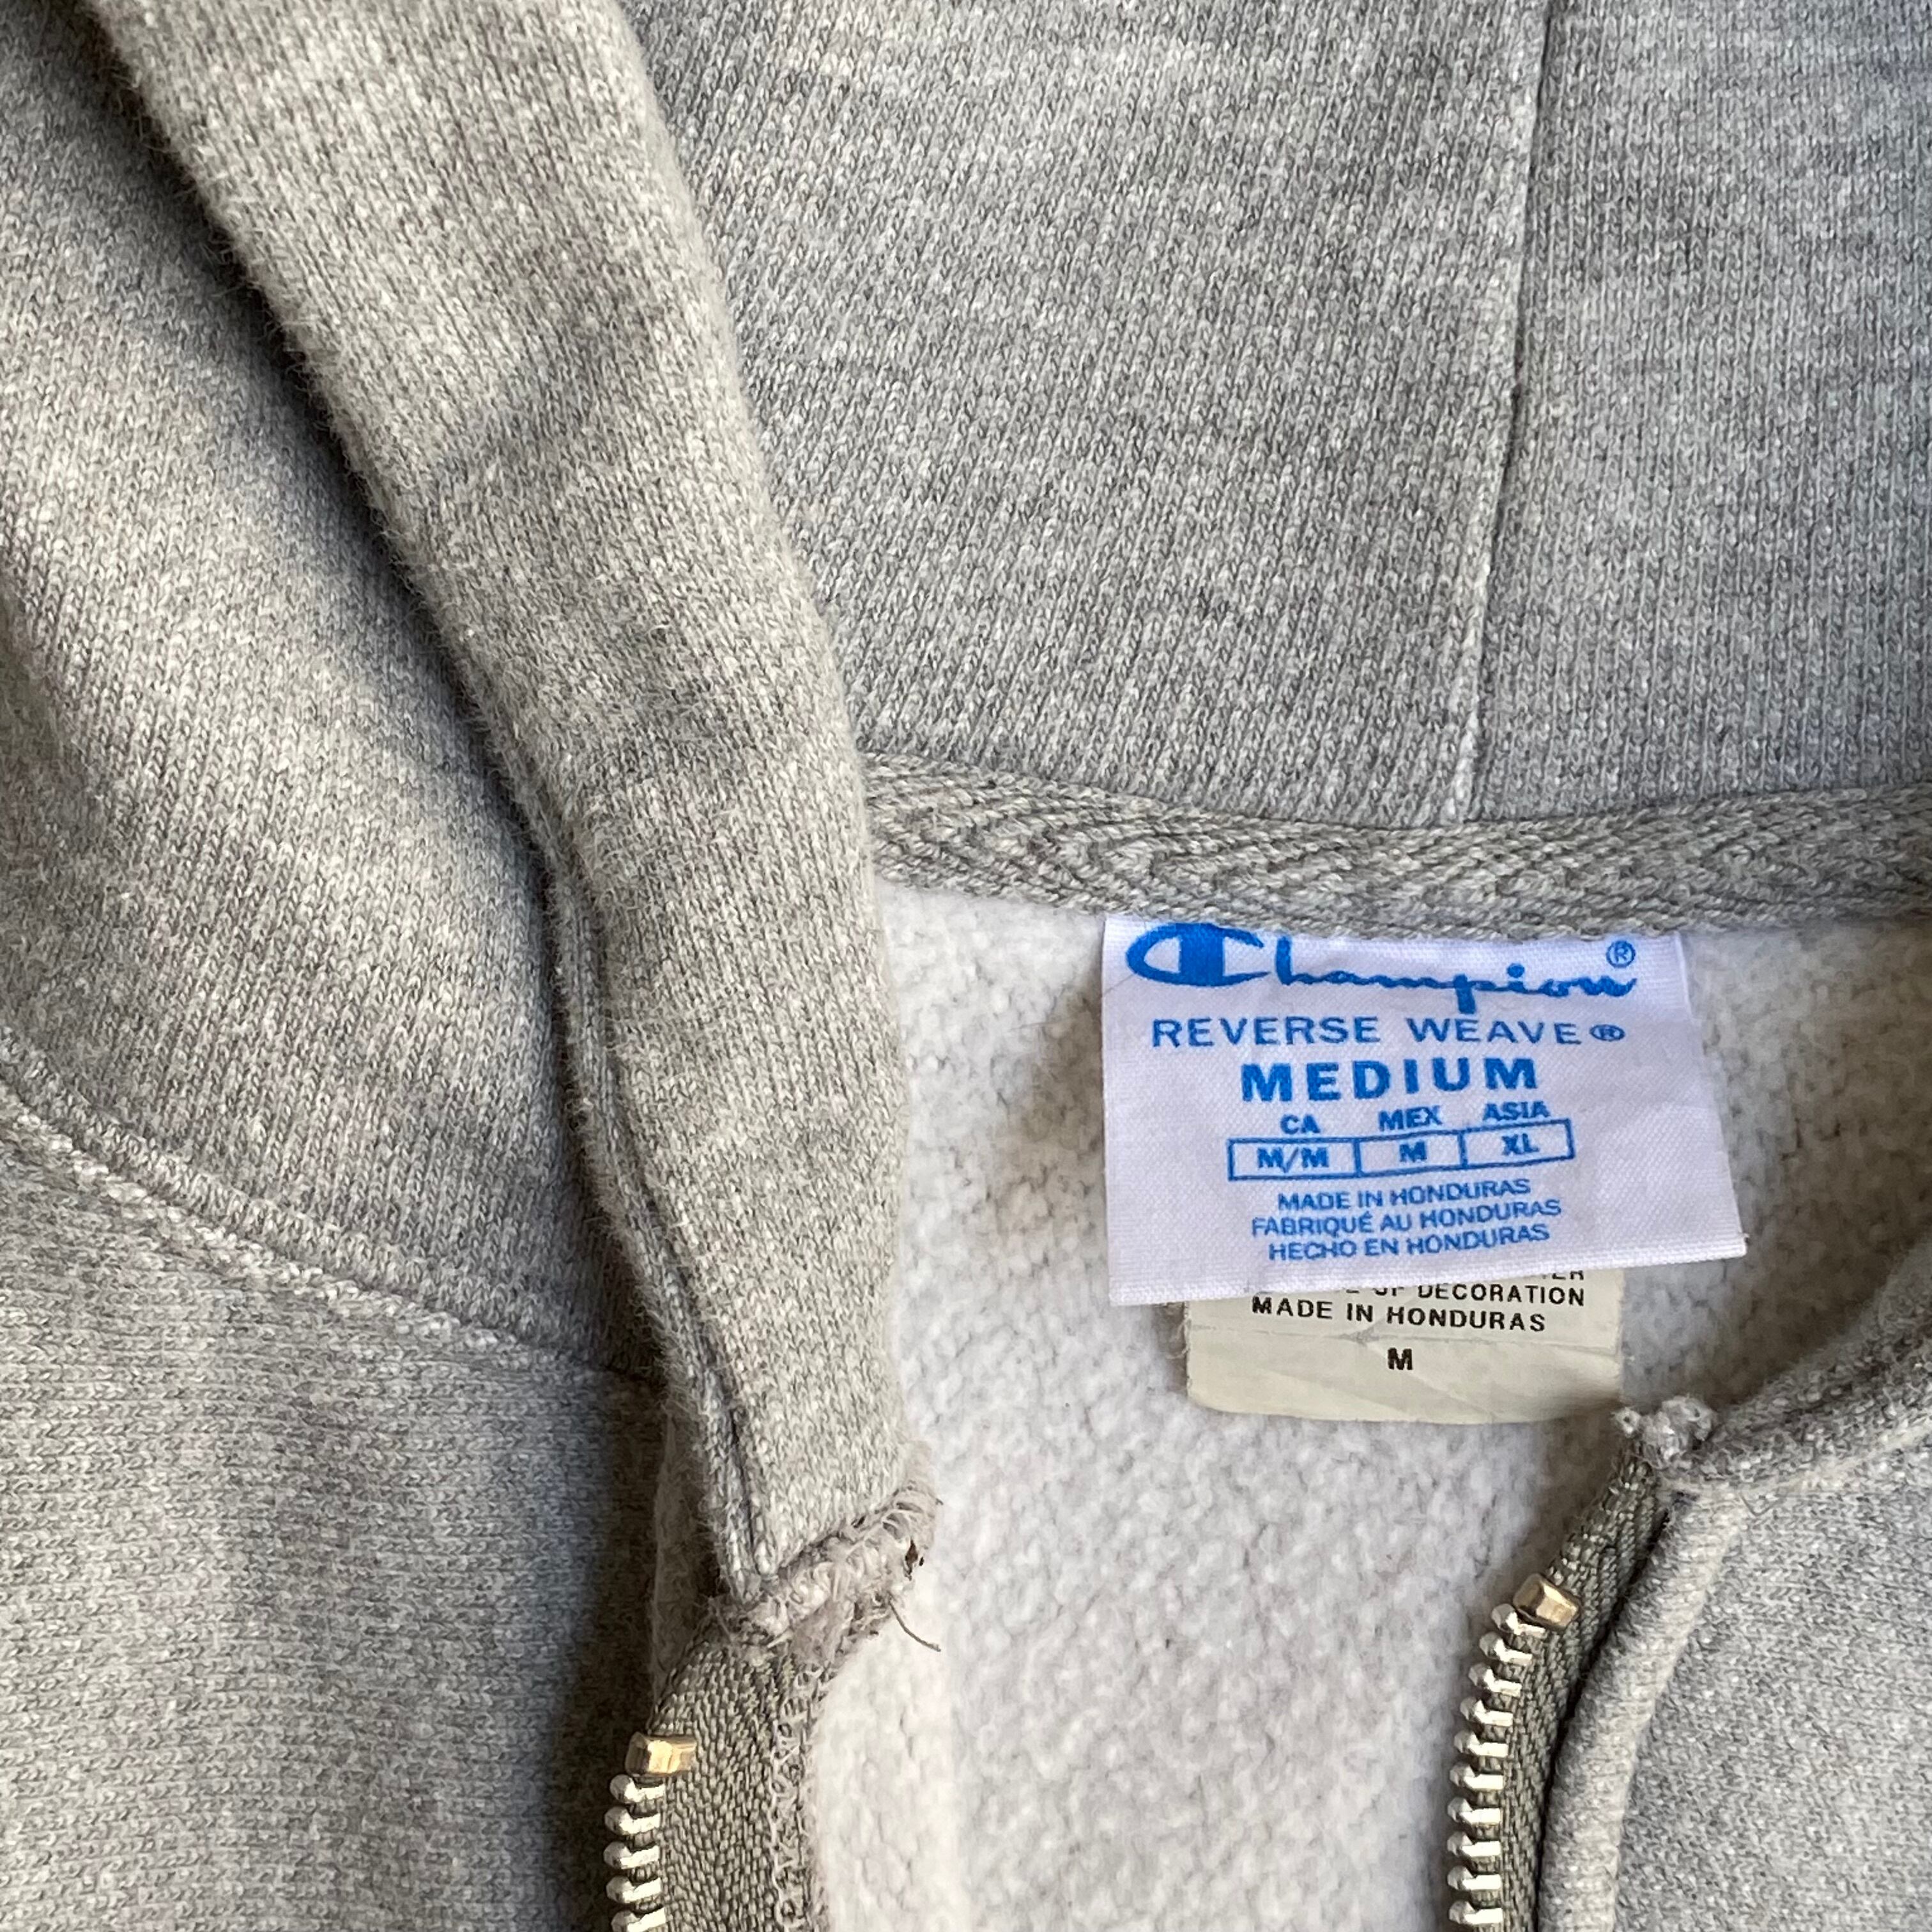 Champion®
REVERSE WEAVE®
MEDIUM
CA MEX ASIA
M/M M XL
MADE IN HONDURAS
FABRIQUÉ AU HONDURAS
HECHO EN HONDURAS
DECORATION
MADE IN HONDURAS
M